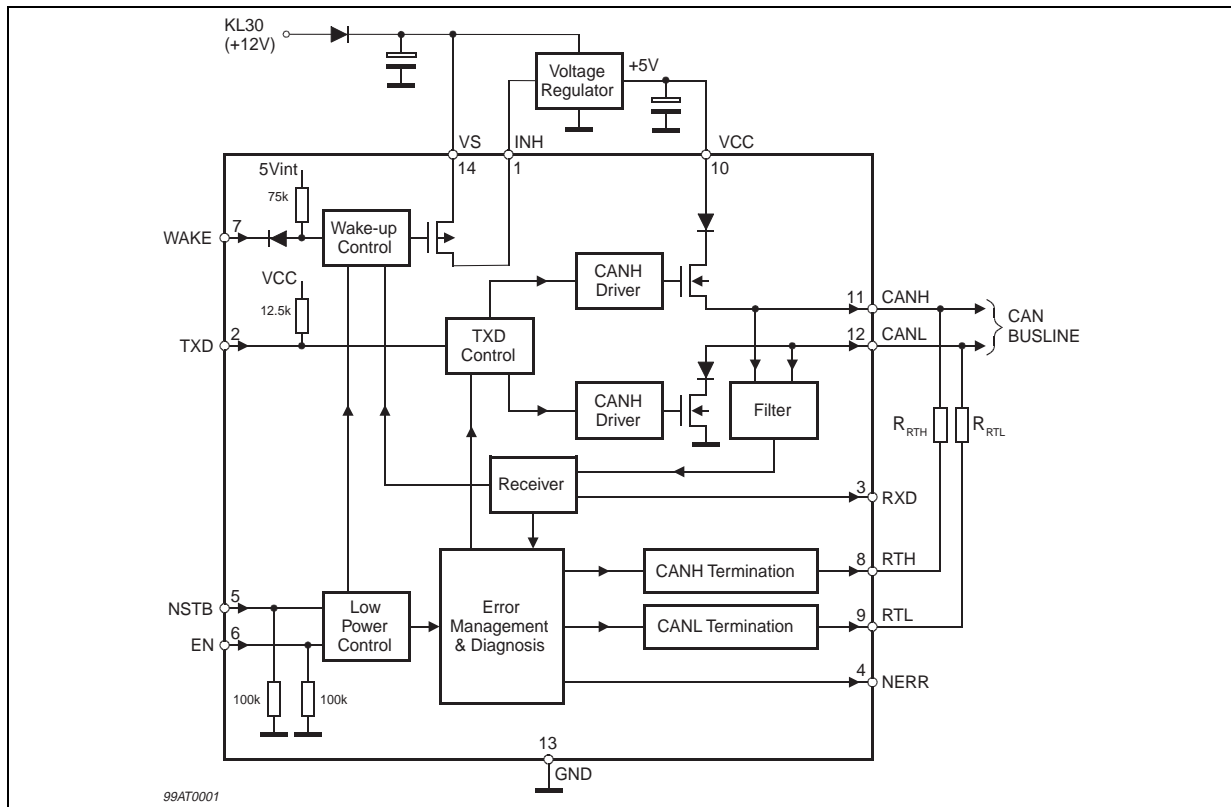 KL30
(+12V)
Voltage
Regulator
+5V
VS
INH
VCC
14
1
10
5Vint
75k
7
WAKE
Wake-up
Control
VCC
12.5k
CANH
Driver
11
CANH
2
TXD
TXD
Control
12
CANL
CAN
BUSLINE
CANH
Driver
Filter
RRTH
RRTL
Receiver
3
RXD
8
CANH Termination
RTH
5
NSTB
Low
Power
Control
Error
Management
& Diagnosis
9
CANL Termination
RTL
6
EN
4
NERR
100k
100k
13
GND
99AT0001